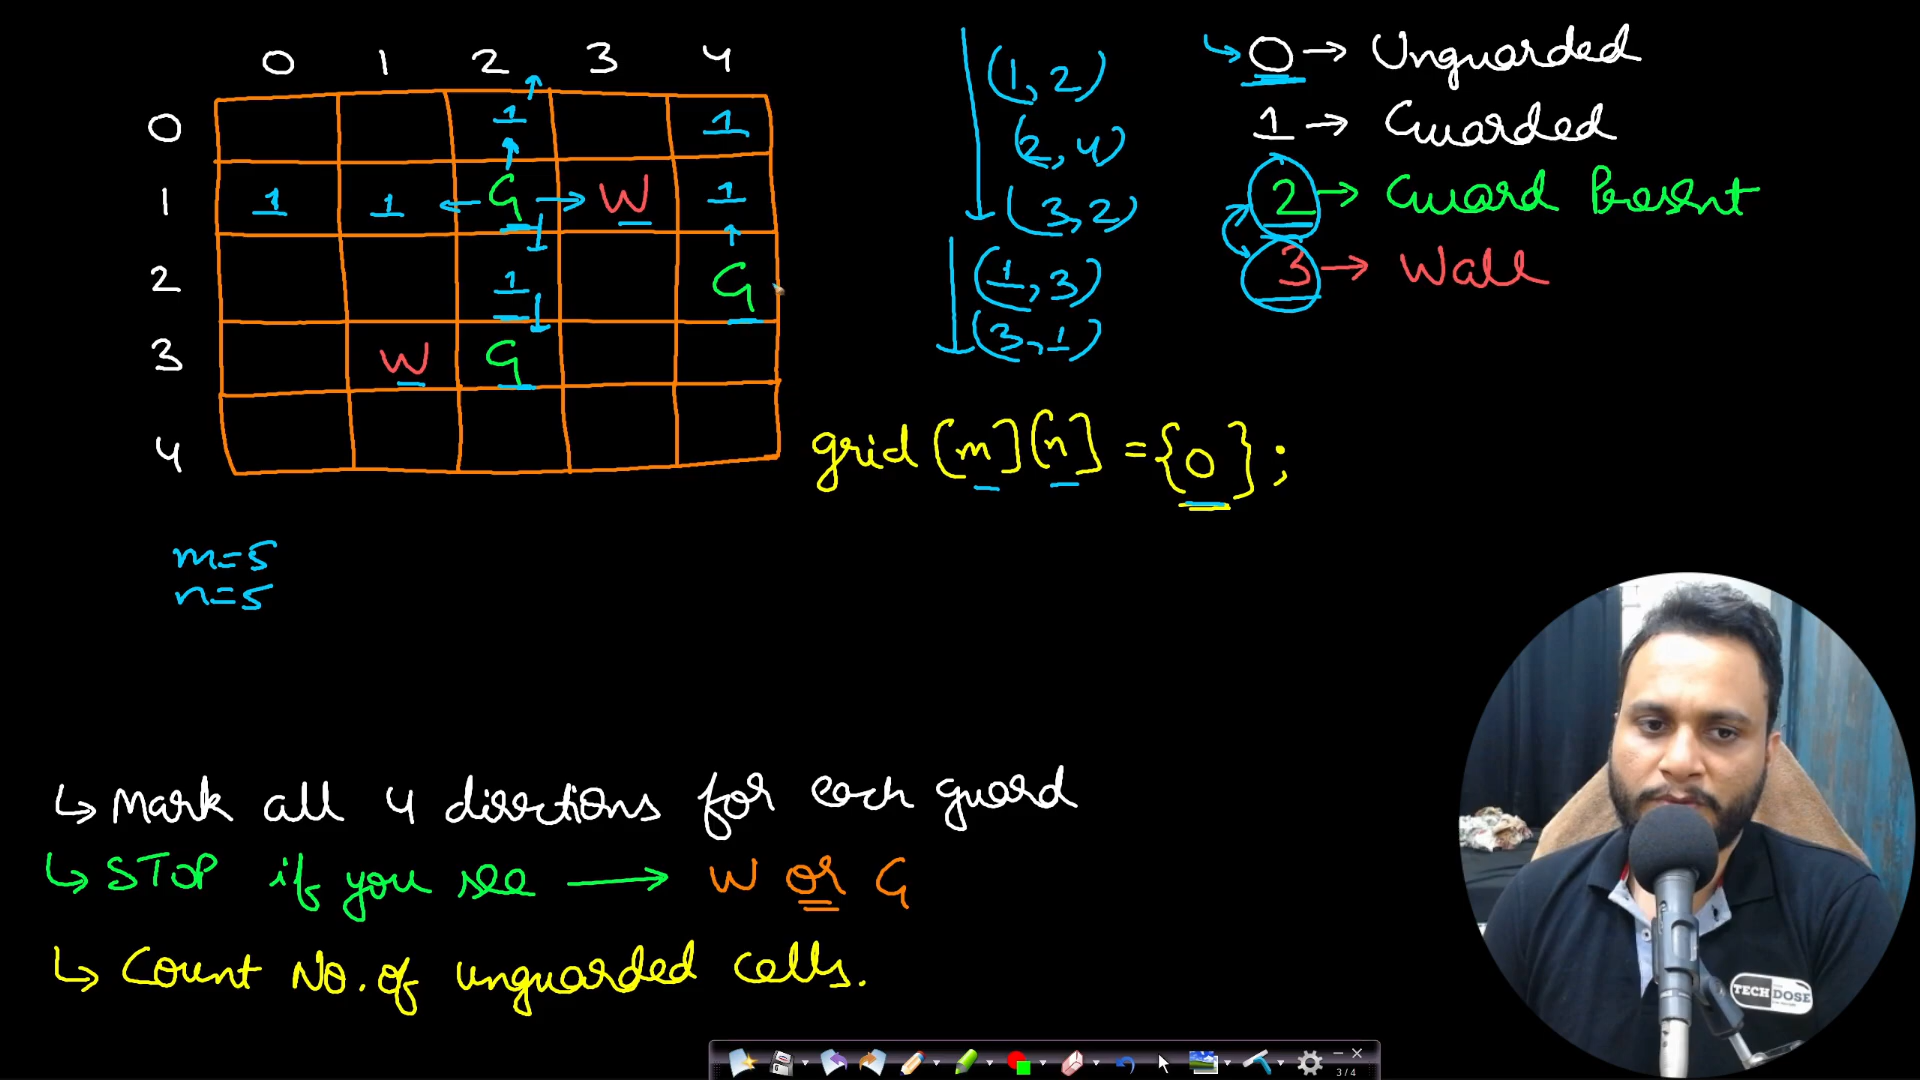 0 1 2 3 4
0 1 1
1 1 1 G W 1
2 1 G
3 W G
4
(1, 2)
(2, 4)
(3, 2)
(1, 3)
(3, 1)
0 → Unguarded
1 → Guarded
2 → Guard Present
3 → Wall
grid [m][n] = {0};
m=5
n=5
↳ Mark all 4 directions for each guard
↳ STOP if you see → W or G
↳ Count No. of unguarded cells.
TECH DOSE
3 / 4